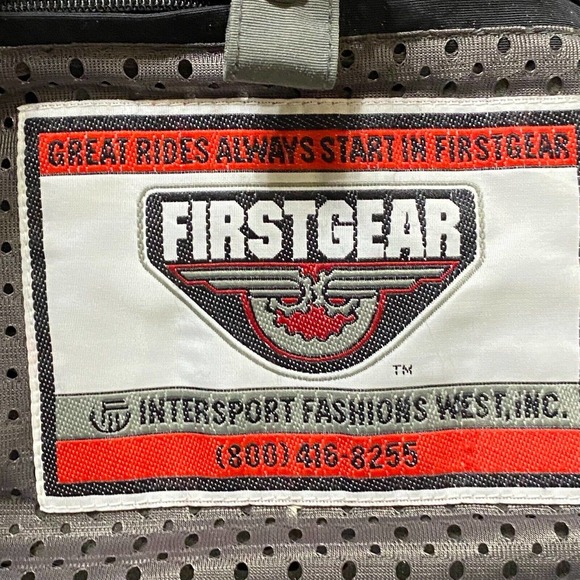 GREAT RIDES ALWAYS START IN FIRSTGEAR
FIRSTGEAR
TM
INTERSPORT FASHIONS WEST, INC.
(800) 416-8255